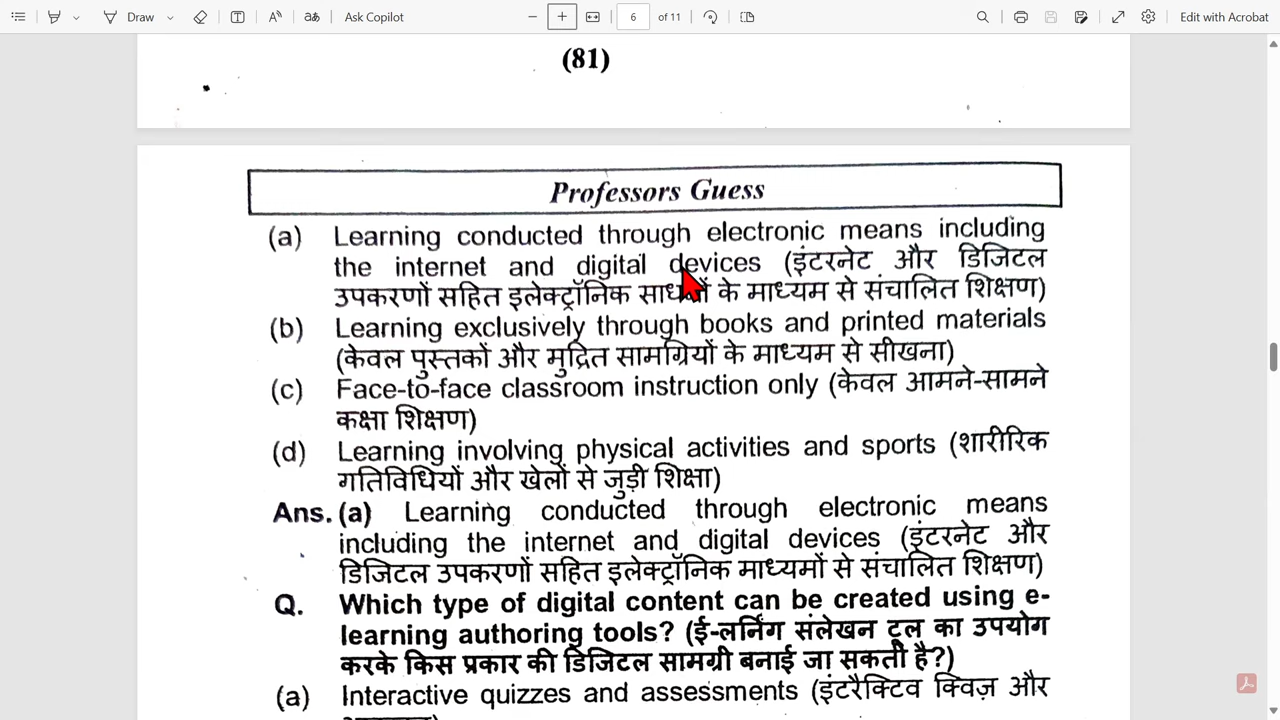 Draw
Ask Copilot
6 of 11
Edit with Acrobat
(81)
Professors Guess
(a) Learning conducted through electronic means including
the internet and digital devices (इंटरनेट और डिजिटल
उपकरणों सहित इलेक्ट्रॉनिक साधनों के माध्यम से संचालित शिक्षण)
(b) Learning exclusively through books and printed materials
(केवल पुस्तकों और मुद्रित सामग्रियों के माध्यम से सीखना)
(c) Face-to-face classroom instruction only (केवल आमने-सामने
कक्षा शिक्षण)
(d) Learning involving physical activities and sports (शारीरिक
गतिविधियों और खेलों से जुड़ी शिक्षा)
Ans. (a) Learning conducted through electronic means
including the internet and digital devices (इंटरनेट और
डिजिटल उपकरणों सहित इलेक्ट्रॉनिक माध्यमों से संचालित शिक्षण)
Q. Which type of digital content can be created using e-
learning authoring tools? (ई-लर्निंग संलेखन टूल का उपयोग
करके किस प्रकार की डिजिटल सामग्री बनाई जा सकती है?)
(a) Interactive quizzes and assessments (इंटरैक्टिव क्विज़ और